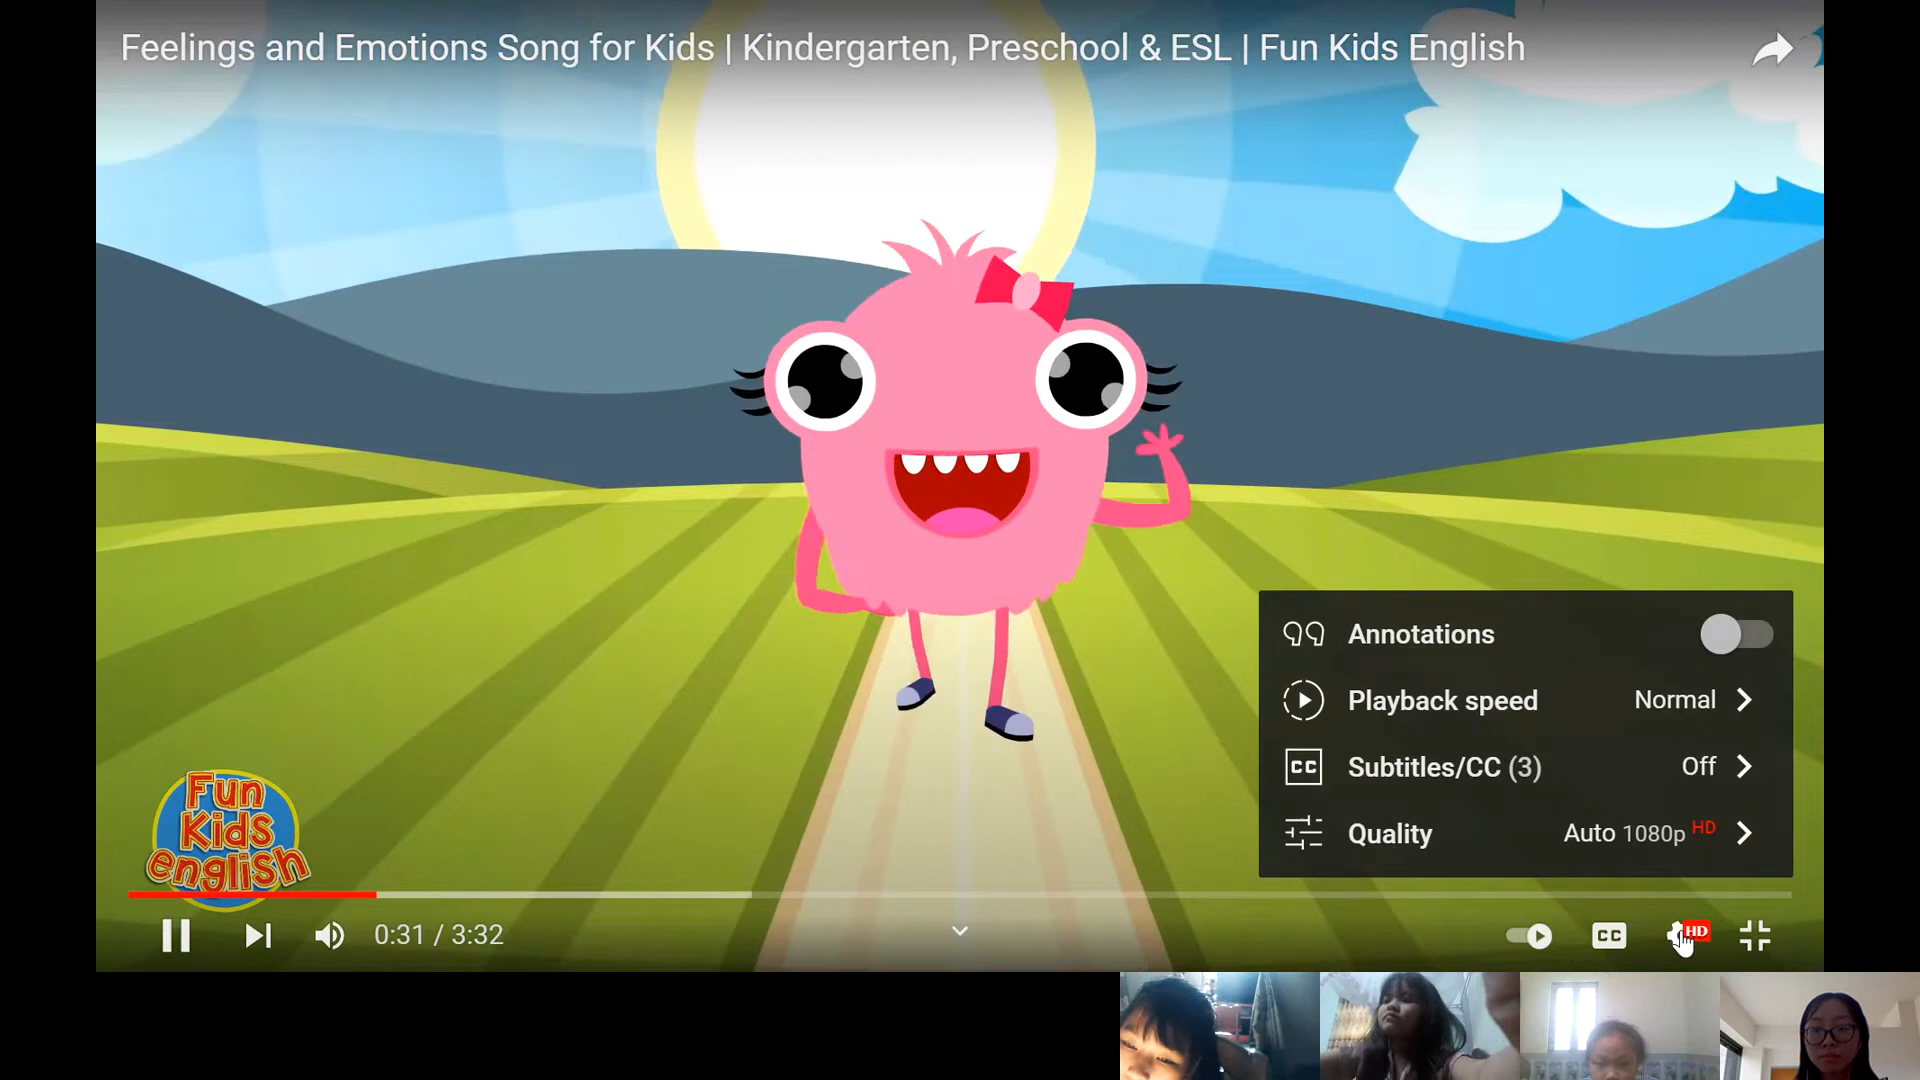 Feelings and Emotions Song for Kids | Kindergarten, Preschool & ESL | Fun Kids English
Annotations
Playback speed Normal
CC Subtitles/CC (3) Off
Quality Auto 1080p HD
Fun
Kids
english
0:31 / 3:32
CC HD